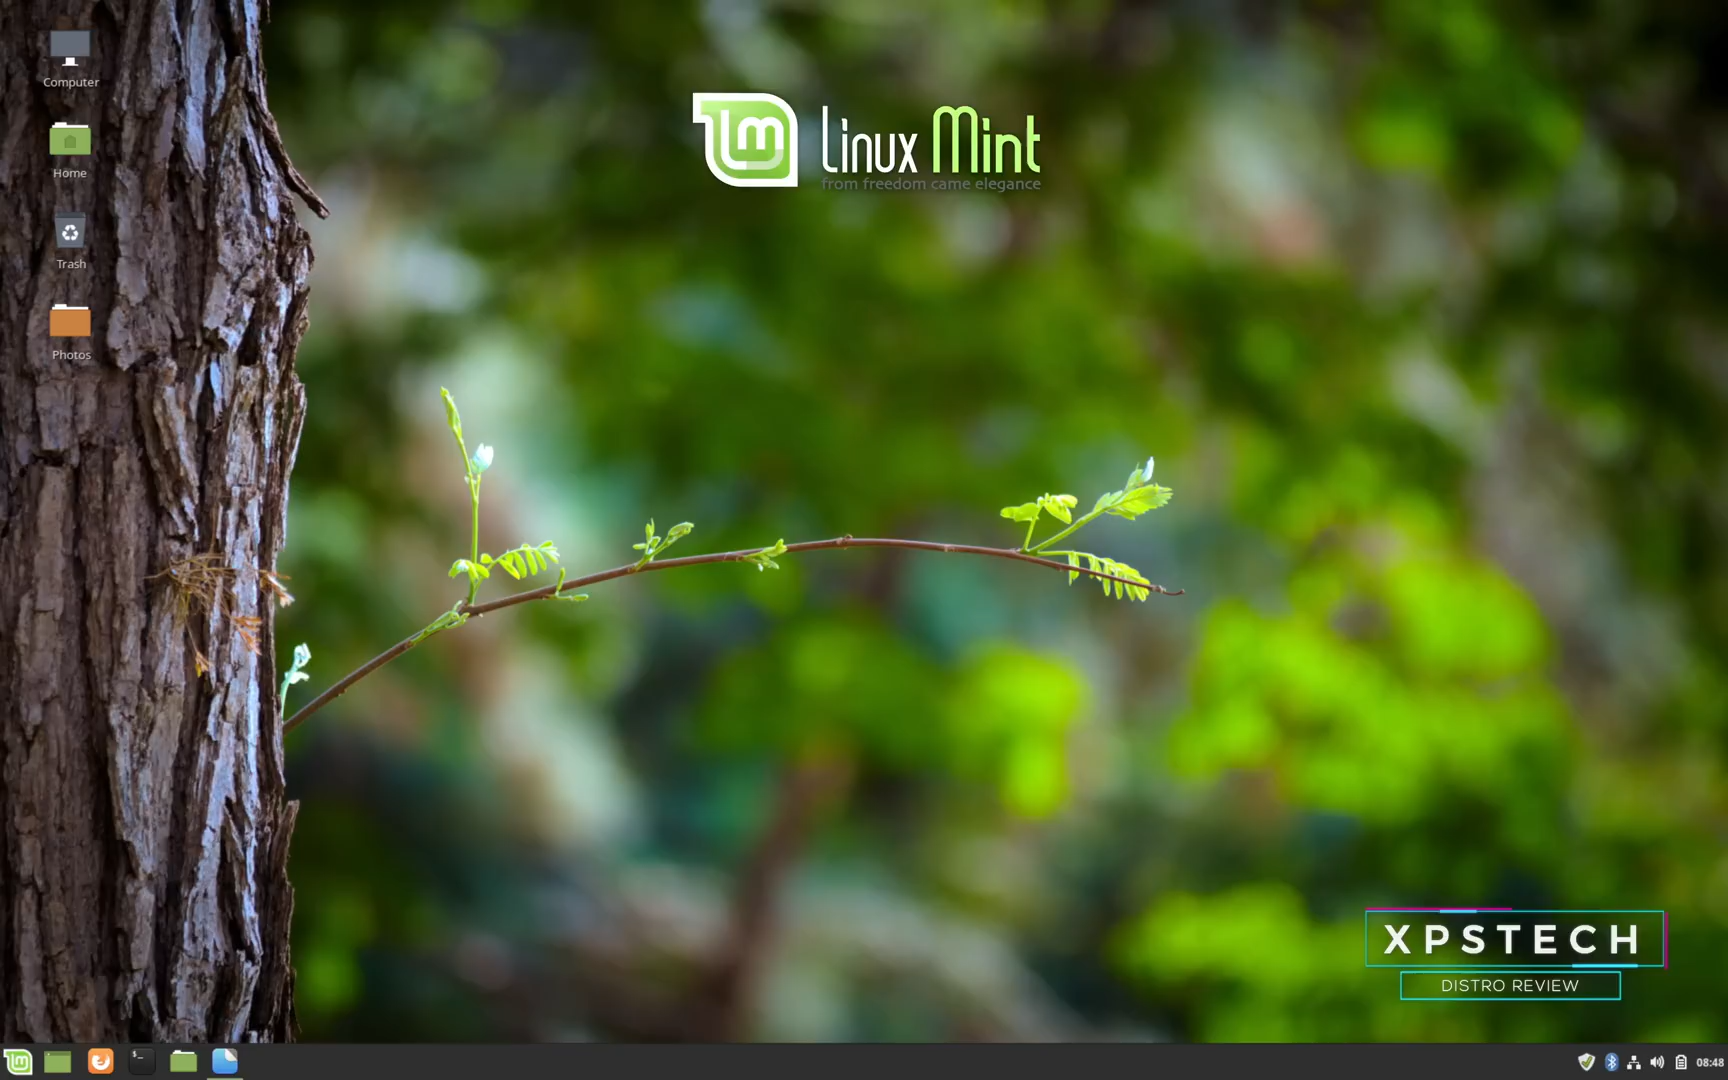 Computer
Home
Trash
Photos
Linux Mint
from freedom came elegance
XPSTECH
DISTRO REVIEW
$_
08:48